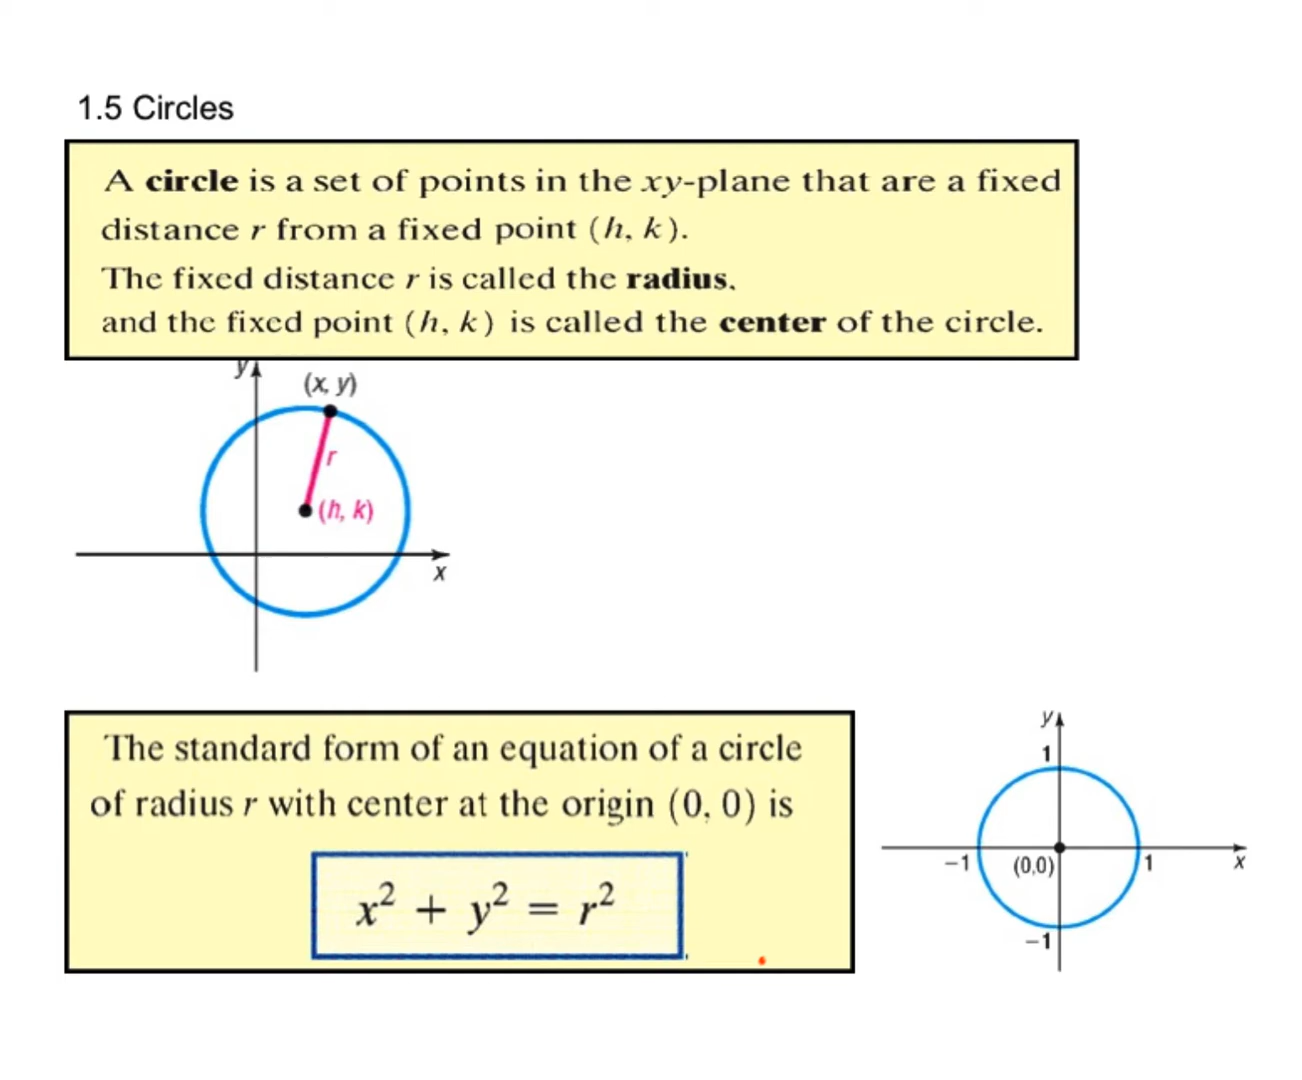 1.5 Circles
A circle is a set of points in the xy-plane that are a fixed
distance r from a fixed point (h, k).
The fixed distance r is called the radius,
and the fixed point (h, k) is called the center of the circle.
y
(x, y)
r
(h, k)
x
The standard form of an equation of a circle
of radius r with center at the origin (0, 0) is
x² + y² = r²
y
1
−1
(0,0)
1
x
−1